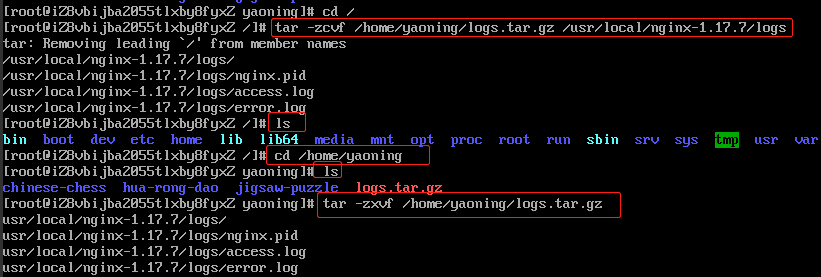 [root@iZ8vbijba2055tlxby8fyxZ yaoning]# cd /
[root@iZ8vbijba2055tlxby8fyxZ /]# tar -zcvf /home/yaoning/logs.tar.gz /usr/local/nginx-1.17.7/logs
tar: Removing leading `/' from member names
/usr/local/nginx-1.17.7/logs/
/usr/local/nginx-1.17.7/logs/nginx.pid
/usr/local/nginx-1.17.7/logs/access.log
/usr/local/nginx-1.17.7/logs/error.log
[root@iZ8vbijba2055tlxby8fyxZ /]# ls
bin boot dev etc home lib lib64 media mnt opt proc root run sbin srv sys tmp usr var
[root@iZ8vbijba2055tlxby8fyxZ /]# cd /home/yaoning
[root@iZ8vbijba2055tlxby8fyxZ yaoning]# ls
chinese-chess hua-rong-dao jigsaw-puzzle logs.tar.gz
[root@iZ8vbijba2055tlxby8fyxZ yaoning]# tar -zxvf /home/yaoning/logs.tar.gz
usr/local/nginx-1.17.7/logs/
usr/local/nginx-1.17.7/logs/nginx.pid
usr/local/nginx-1.17.7/logs/access.log
usr/local/nginx-1.17.7/logs/error.log